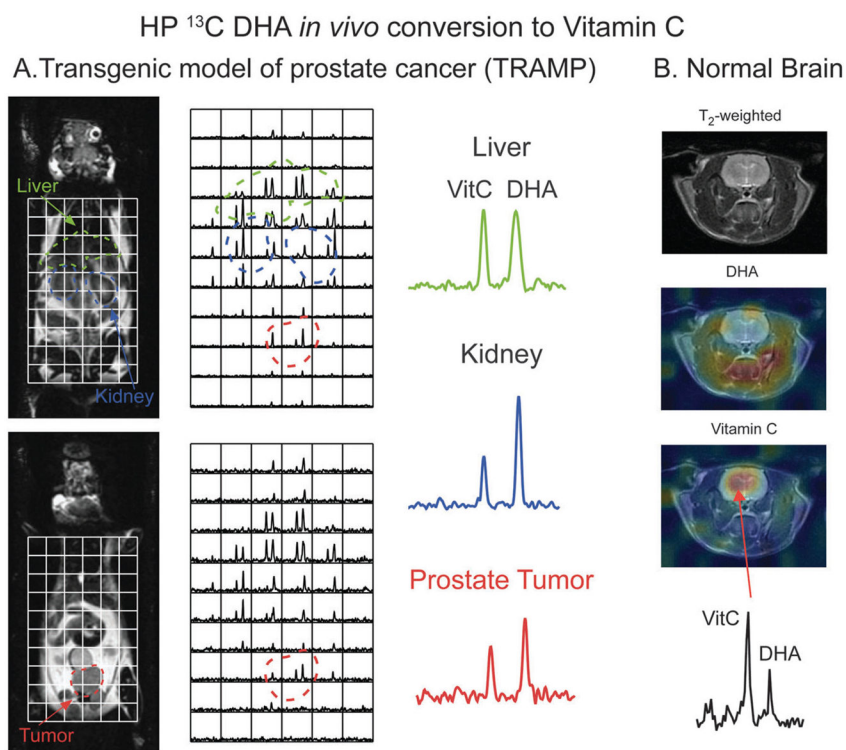 HP ¹³C DHA in vivo conversion to Vitamin C
A.Transgenic model of prostate cancer (TRAMP)
B. Normal Brain
Liver
Kidney
Tumor
Liver
VitC DHA
Kidney
Prostate Tumor
T₂-weighted
DHA
Vitamin C
VitC
DHA